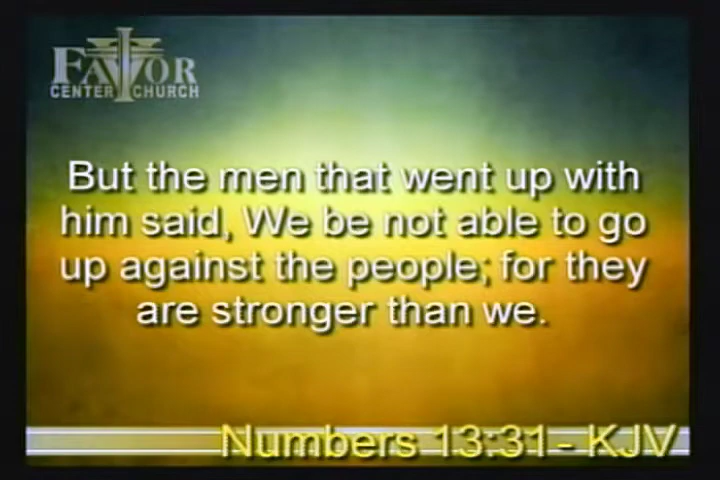 FAVOR
CENTER CHURCH
But the men that went up with
him said, We be not able to go
up against the people; for they
are stronger than we.
Numbers 13:31 - KJV